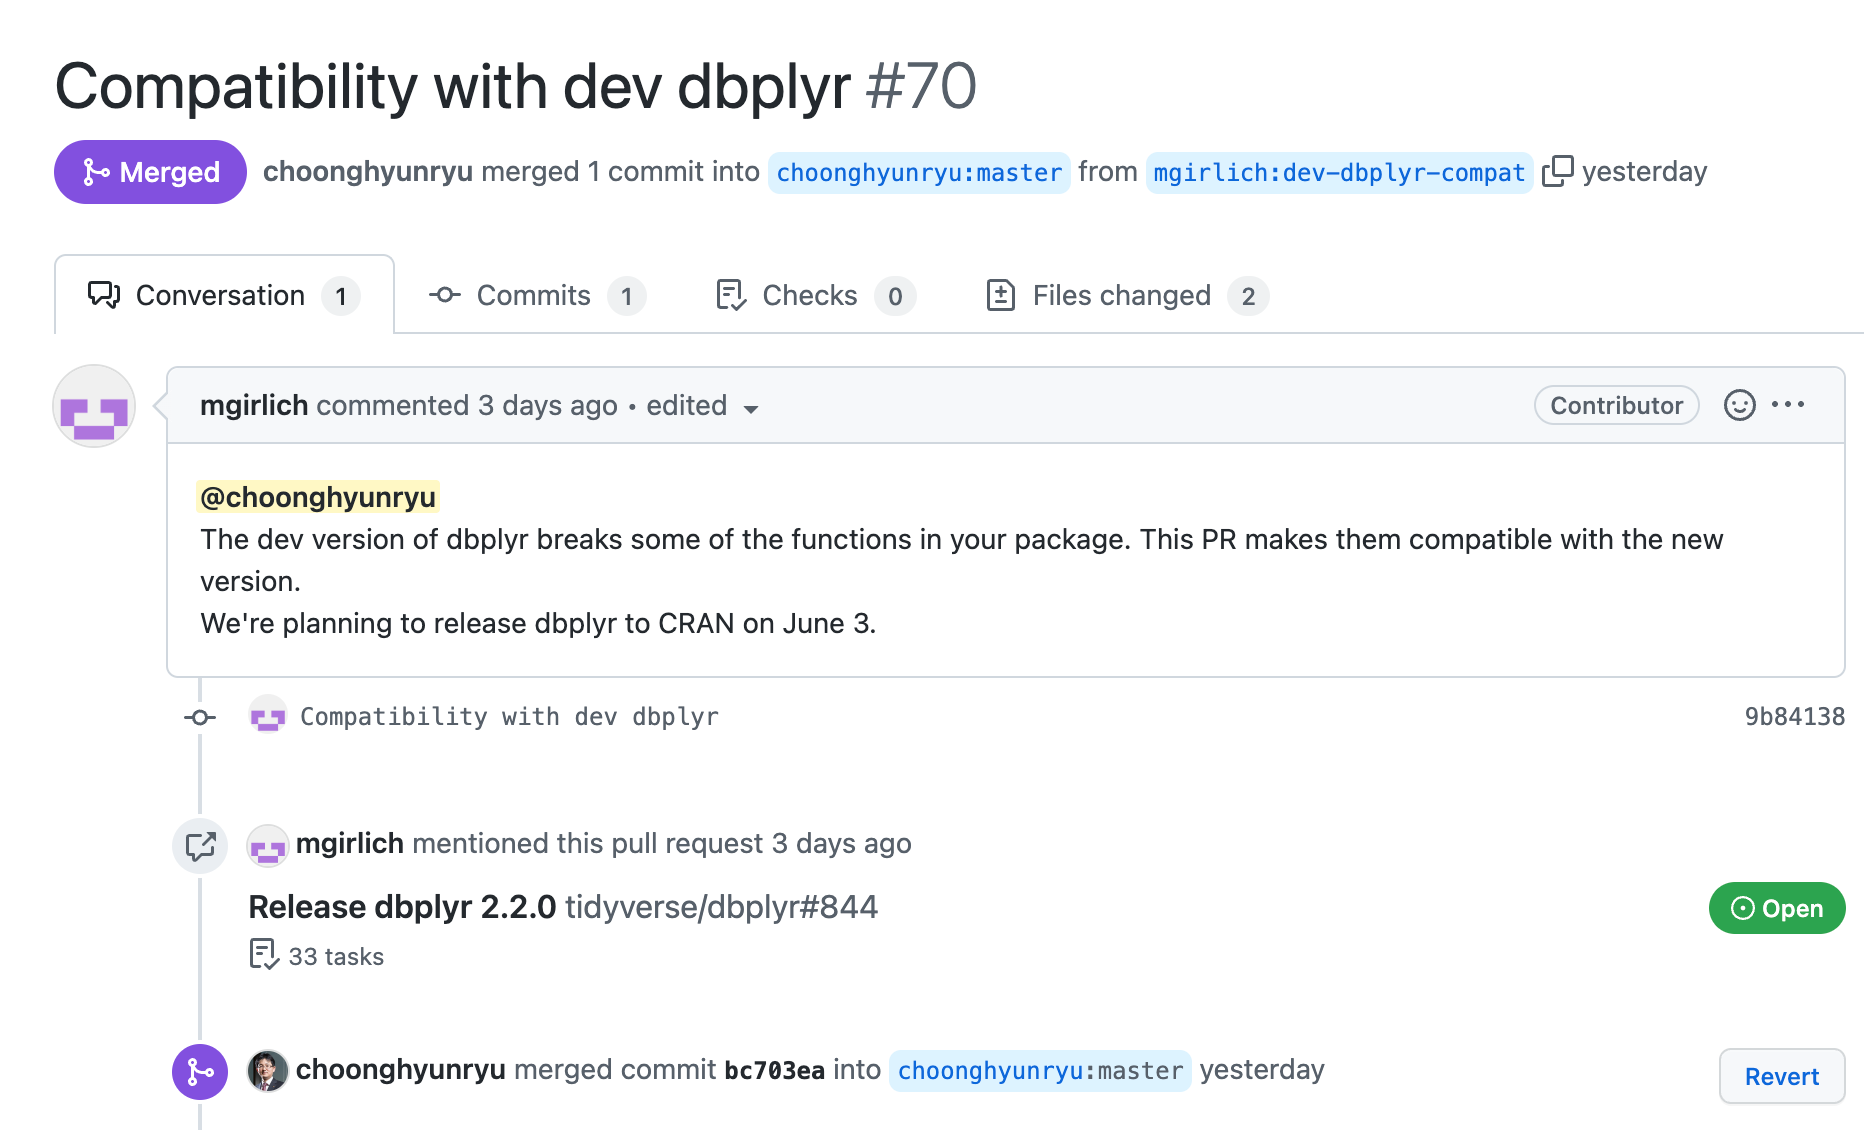 Compatibility with dev dbplyr #70
Merged choonghyunryu merged 1 commit into choonghyunryu:master from mgirlich:dev-dbplyr-compat yesterday
Conversation 1 Commits 1 Checks 0 Files changed 2
mgirlich commented 3 days ago • edited Contributor
@choonghyunryu
The dev version of dbplyr breaks some of the functions in your package. This PR makes them compatible with the new
version.
We're planning to release dbplyr to CRAN on June 3.
Compatibility with dev dbplyr 9b84138
mgirlich mentioned this pull request 3 days ago
Release dbplyr 2.2.0 tidyverse/dbplyr#844 Open
33 tasks
choonghyunryu merged commit bc703ea into choonghyunryu:master yesterday Revert